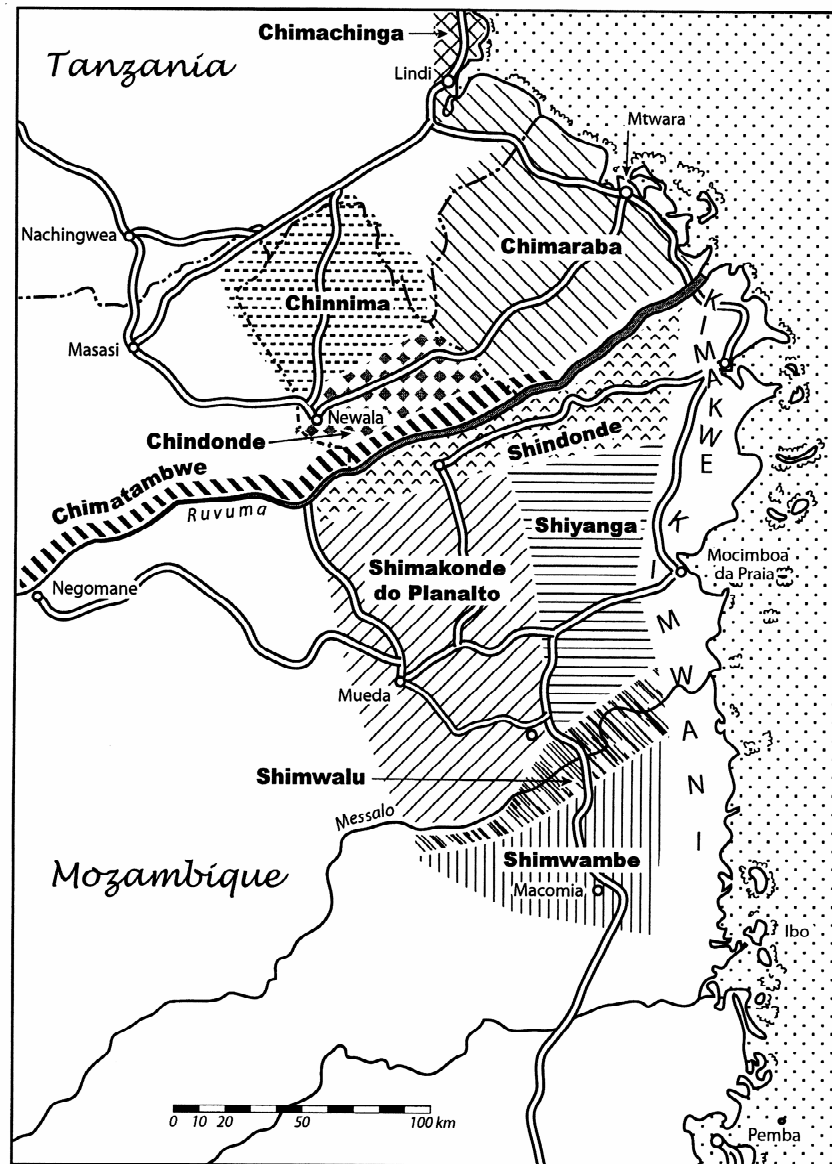 Chimachinga
Tanzania
Lindi
Mtwara
Nachingwea
Chimaraba
Chinnima
Masasi
KIMAKWE
Newala
Chindonde
Shindonde
Chimatambwe
Ruvuma
Shiyanga
Shimakonde
do Planalto
Mocimboa
da Praia
Negomane
KIMWANI
Mueda
Shimwalu
Messalo
Shimwambe
Mozambique
Macomia
Ibo
0 10 20 50 100 km
Pemba